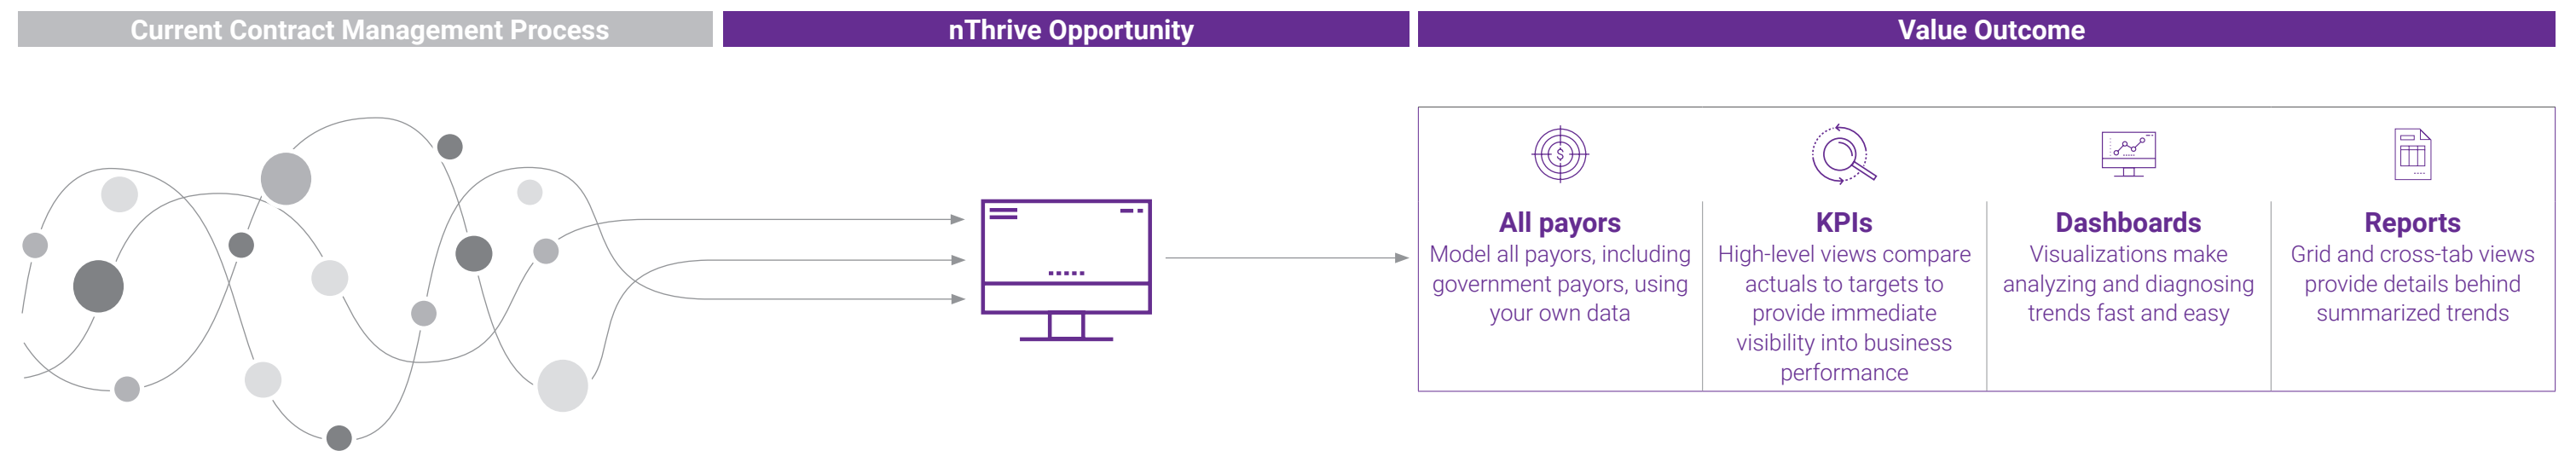 Current Contract Management Process
nThrive Opportunity
Value Outcome
$
All payors
Model all payors, including
government payors, using
your own data
KPIs
High-level views compare
actuals to targets to
provide immediate
visibility into business
performance
Dashboards
Visualizations make
analyzing and diagnosing
trends fast and easy
Reports
Grid and cross-tab views
provide details behind
summarized trends